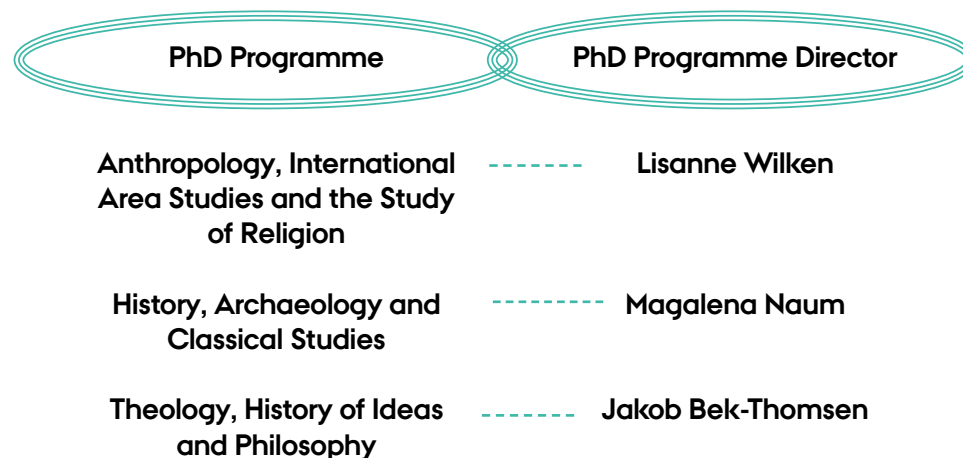 PhD Programme
PhD Programme Director
Anthropology, International
Area Studies and the Study
of Religion
Lisanne Wilken
History, Archaeology and
Classical Studies
Magalena Naum
Theology, History of Ideas
and Philosophy
Jakob Bek-Thomsen